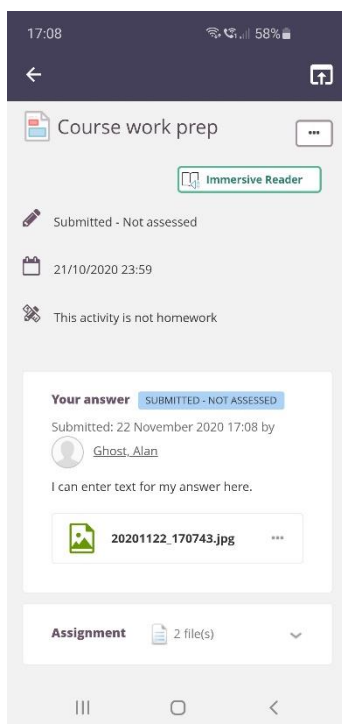 17:08 58%
Course work prep
Immersive Reader
Submitted - Not assessed
21/10/2020 23:59
This activity is not homework
Your answer SUBMITTED - NOT ASSESSED
Submitted: 22 November 2020 17:08 by
Ghost, Alan
I can enter text for my answer here.
20201122_170743.jpg
Assignment 2 file(s)